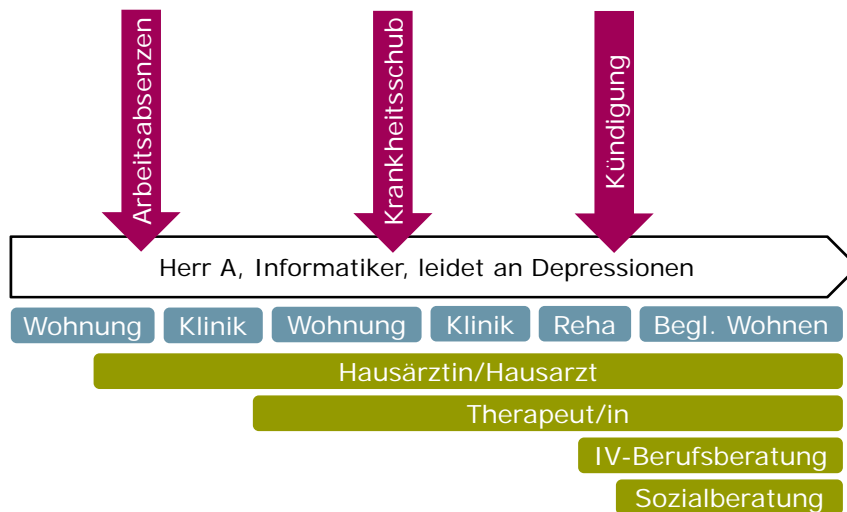 Arbeitsabsenzen
Krankheitsschub
Kündigung
Herr A, Informatiker, leidet an Depressionen
Wohnung Klinik Wohnung Klinik Reha Begl. Wohnen
Hausärztin/Hausarzt
Therapeut/in
IV-Berufsberatung
Sozialberatung